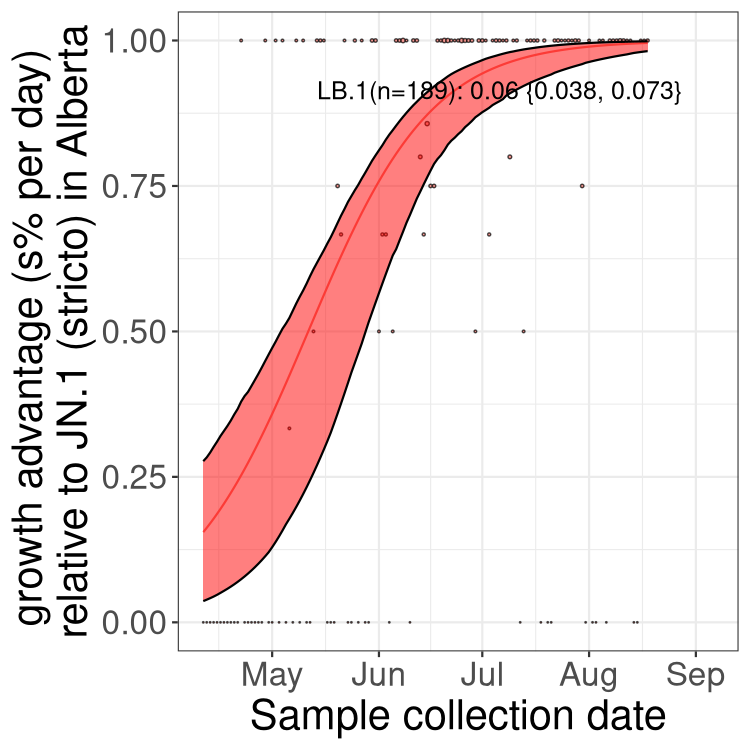 growth advantage (s% per day)
relative to JN.1 (stricto) in Alberta
1.00
0.75
0.50
0.25
0.00
LB.1(n=189): 0.06 {0.038, 0.073}
May Jun Jul Aug Sep
Sample collection date